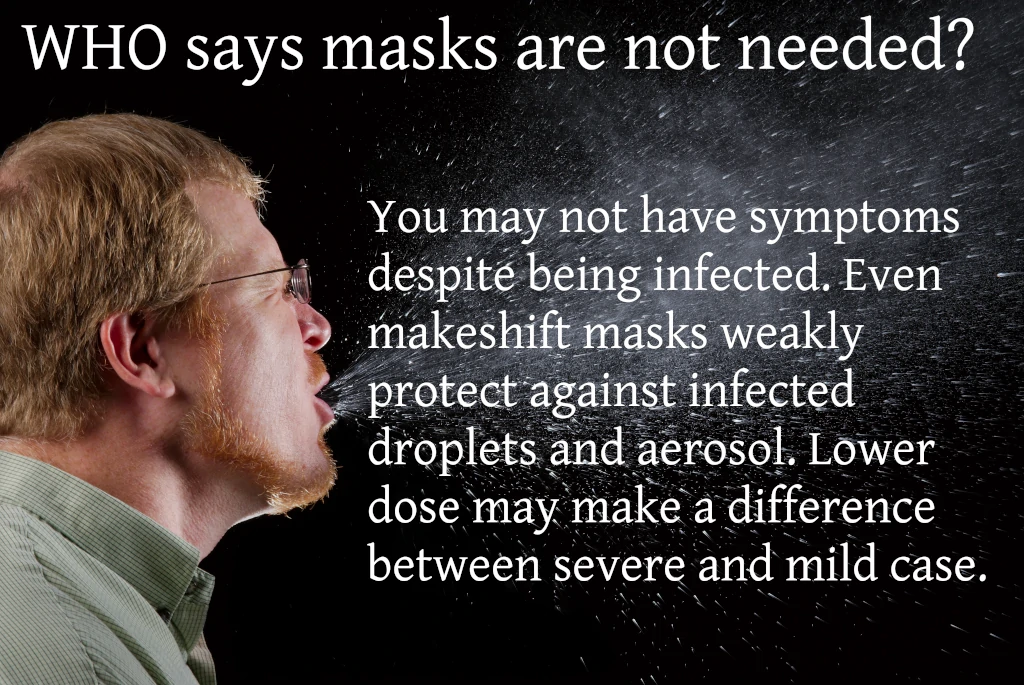 WHO says masks are not needed?
You may not have symptoms
despite being infected. Even
makeshift masks weakly
protect against infected
droplets and aerosol. Lower
dose may make a difference
between severe and mild case.